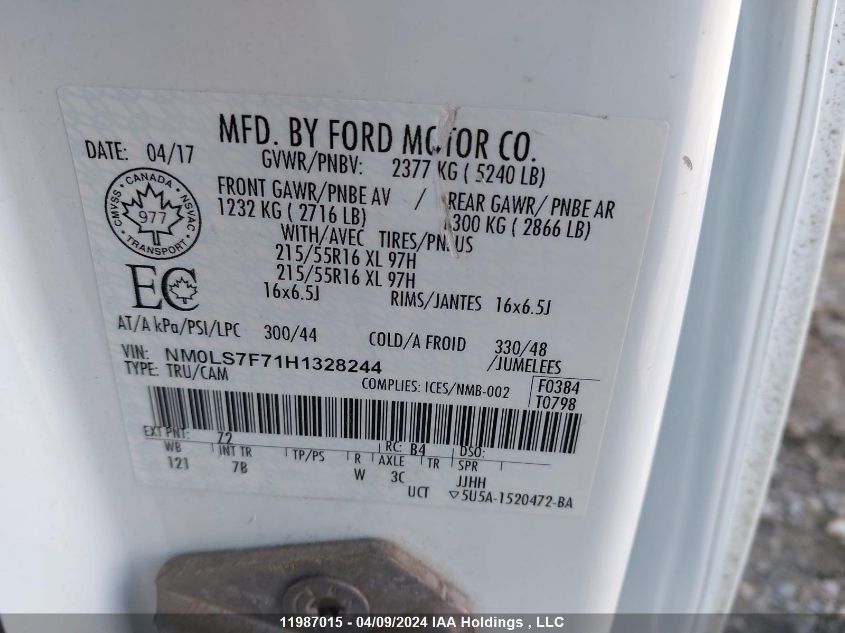 MFD. BY FORD MOTOR CO.
DATE: 04/17
GVWR/PNBV: 2377 KG ( 5240 LB)
FRONT GAWR/PNBE AV / REAR GAWR/ PNBE AR
1232 KG ( 2716 LB) 1300 KG ( 2866 LB)
WITH/AVEC TIRES/PNEUS
215/55R16 XL 97H
215/55R16 XL 97H
16x6.5J RIMS/JANTES 16x6.5J
CMVSS • CANADA • NSVAC
977
• TRANSPORT •
EC
AT/A kPa/PSI/LPC 300/44 COLD/A FROID 330/48
/JUMELEES
VIN: NM0LS7F71H1328244
TYPE: TRU/CAM
COMPLIES: ICES/NMB-002
F0384
T0798
EXT PNT: Z2 RC: B4 DSO:
WB INT TR TP/PS R AXLE TR SPR
121 7B W 3C JJHH
UCT ▽5U5A-1520472-BA
11987015 - 04/09/2024 IAA Holdings , LLC